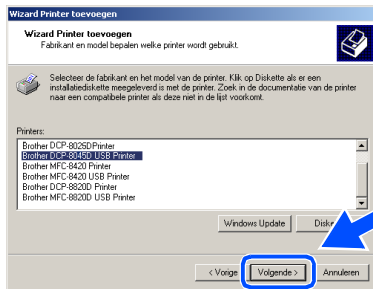 Wizard Printer toevoegen
Wizard Printer toevoegen
Fabrikant en model bepalen welke printer wordt gebruikt.
Selecteer de fabrikant en het model van de printer. Klik op Diskette als er een
installatiediskette meegeleverd is met de printer. Zoek in de documentatie van de printer
naar een compatibele printer als deze niet in de lijst voorkomt.
Printers:
Brother DCP-8025DPrinter
Brother DCP-8045D USB Printer
Brother MFC-8420 Printer
Brother MFC-8420 USB Printer
Brother DCP-8820D Printer
Brother MFC-8820D USB Printer
Windows Update
< Vorige
Volgende >
Annuleren